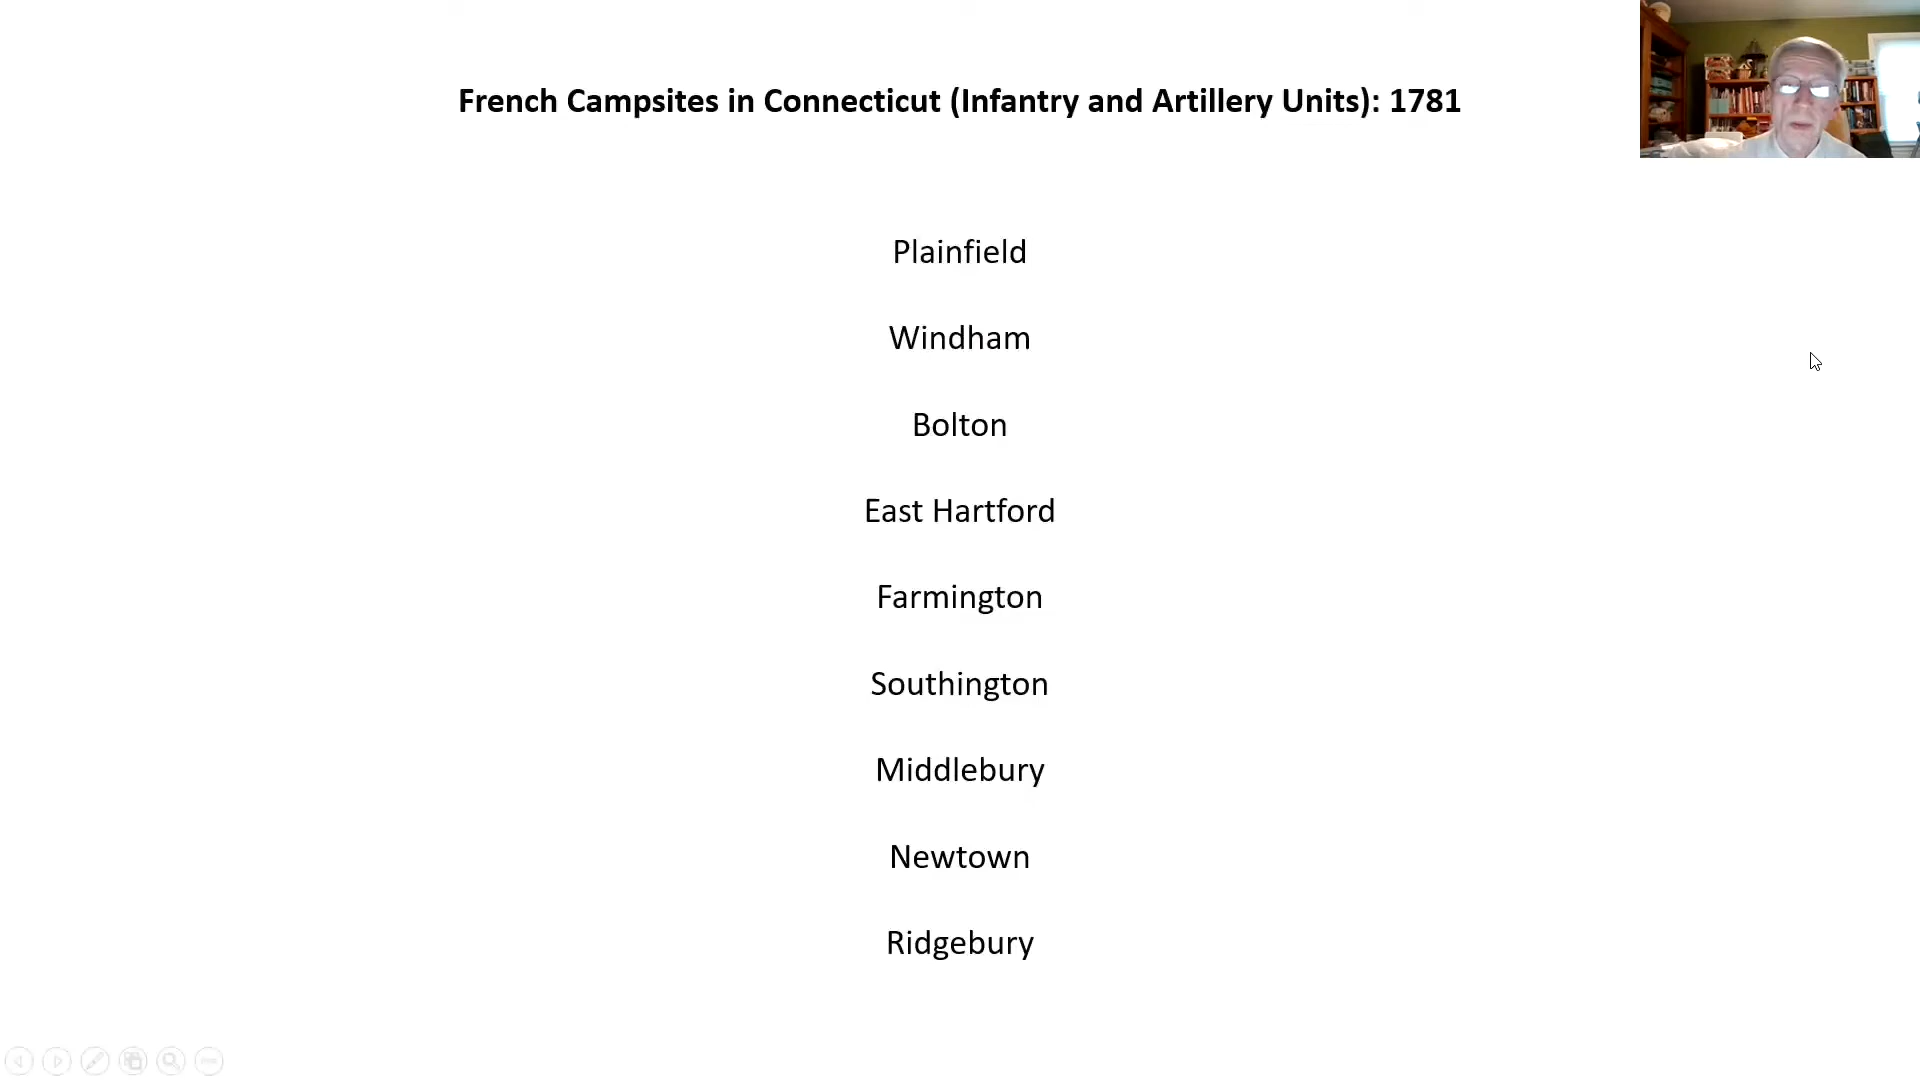 French Campsites in Connecticut (Infantry and Artillery Units): 1781
Plainfield
Windham
Bolton
East Hartford
Farmington
Southington
Middlebury
Newtown
Ridgebury